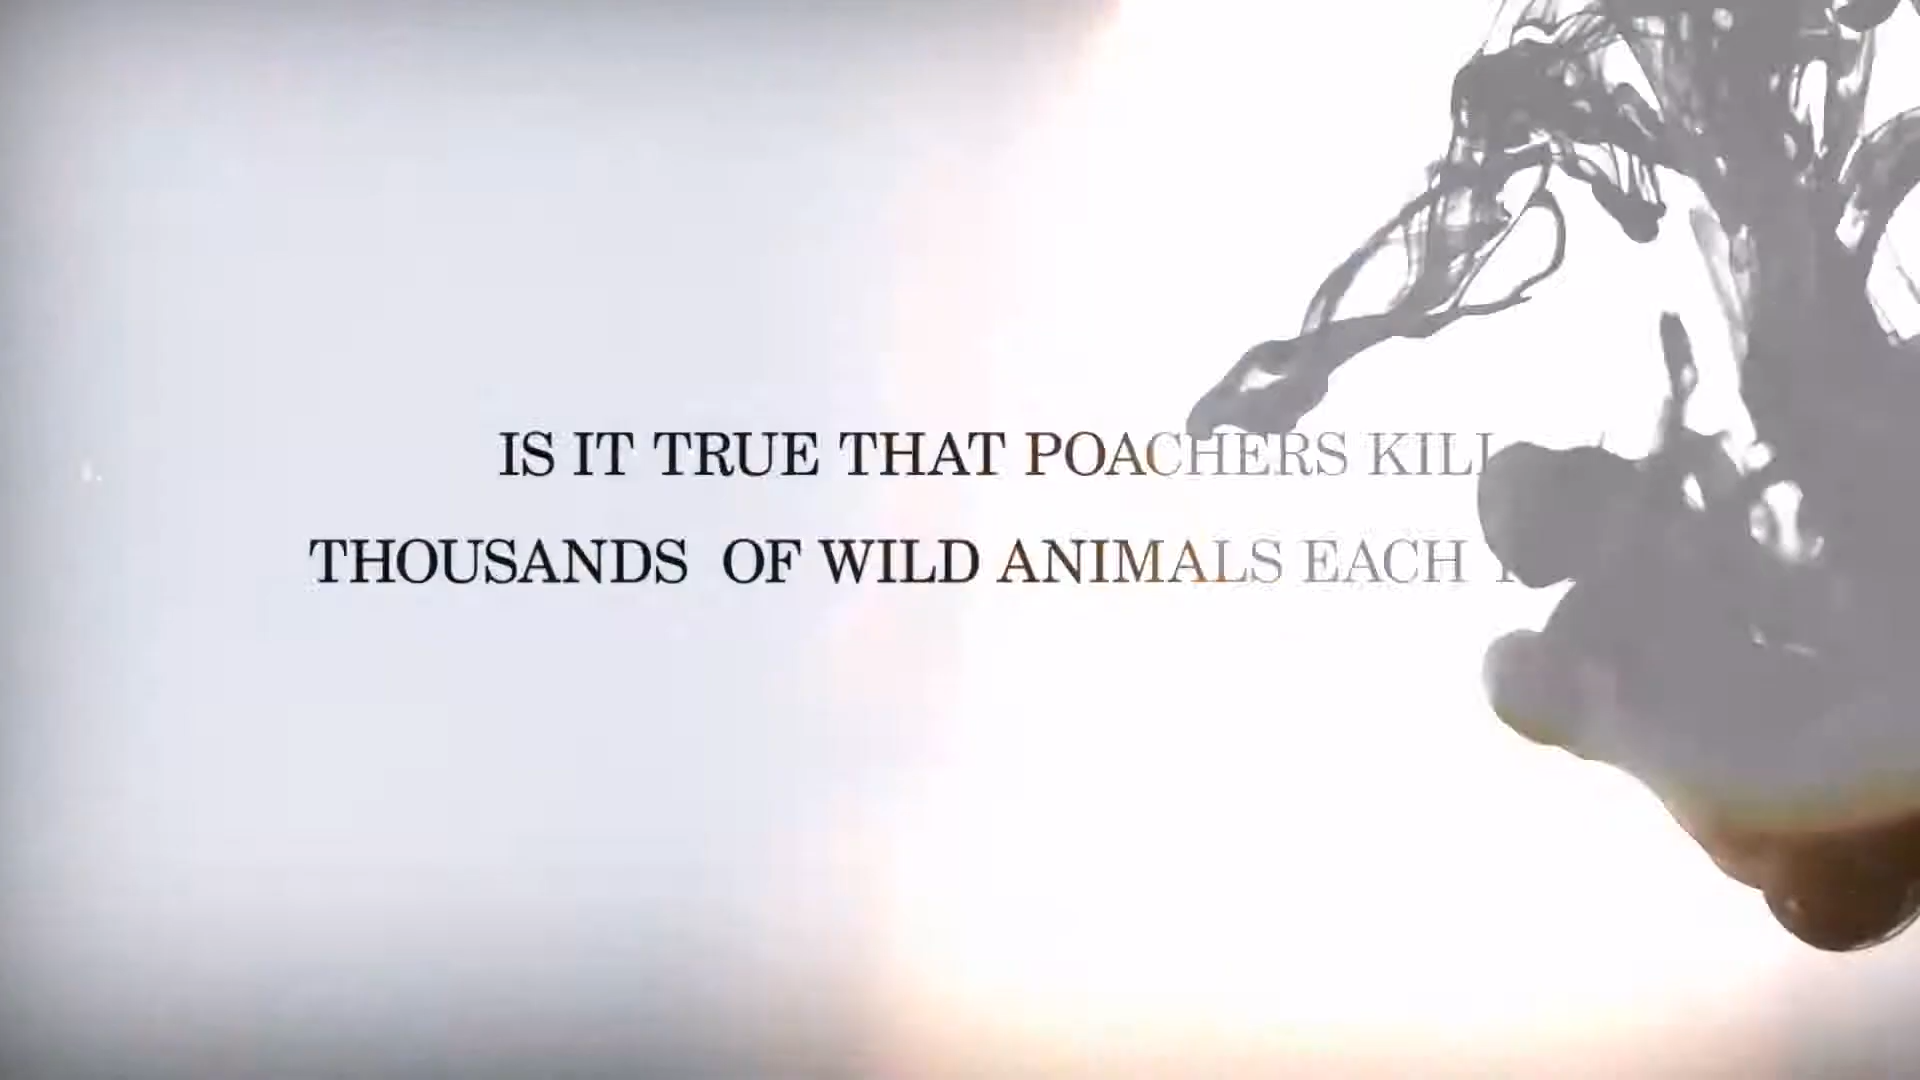 IS IT TRUE THAT POACHERS KILL
THOUSANDS OF WILD ANIMALS EACH